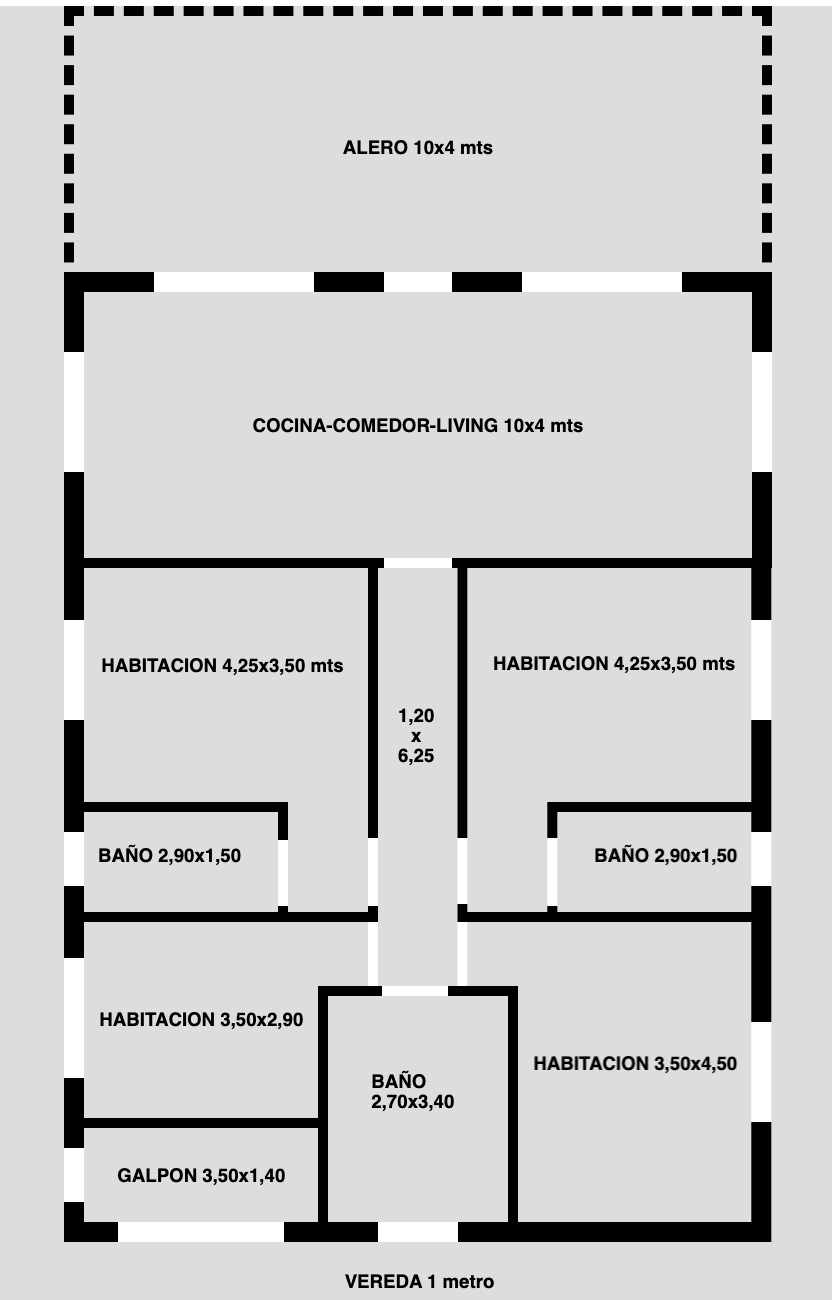 ALERO 10x4 mts
COCINA-COMEDOR-LIVING 10x4 mts
HABITACION 4,25x3,50 mts
HABITACION 4,25x3,50 mts
1,20
x
6,25
BAÑO 2,90x1,50
BAÑO 2,90x1,50
HABITACION 3,50x2,90
HABITACION 3,50x4,50
BAÑO
2,70x3,40
GALPON 3,50x1,40
VEREDA 1 metro